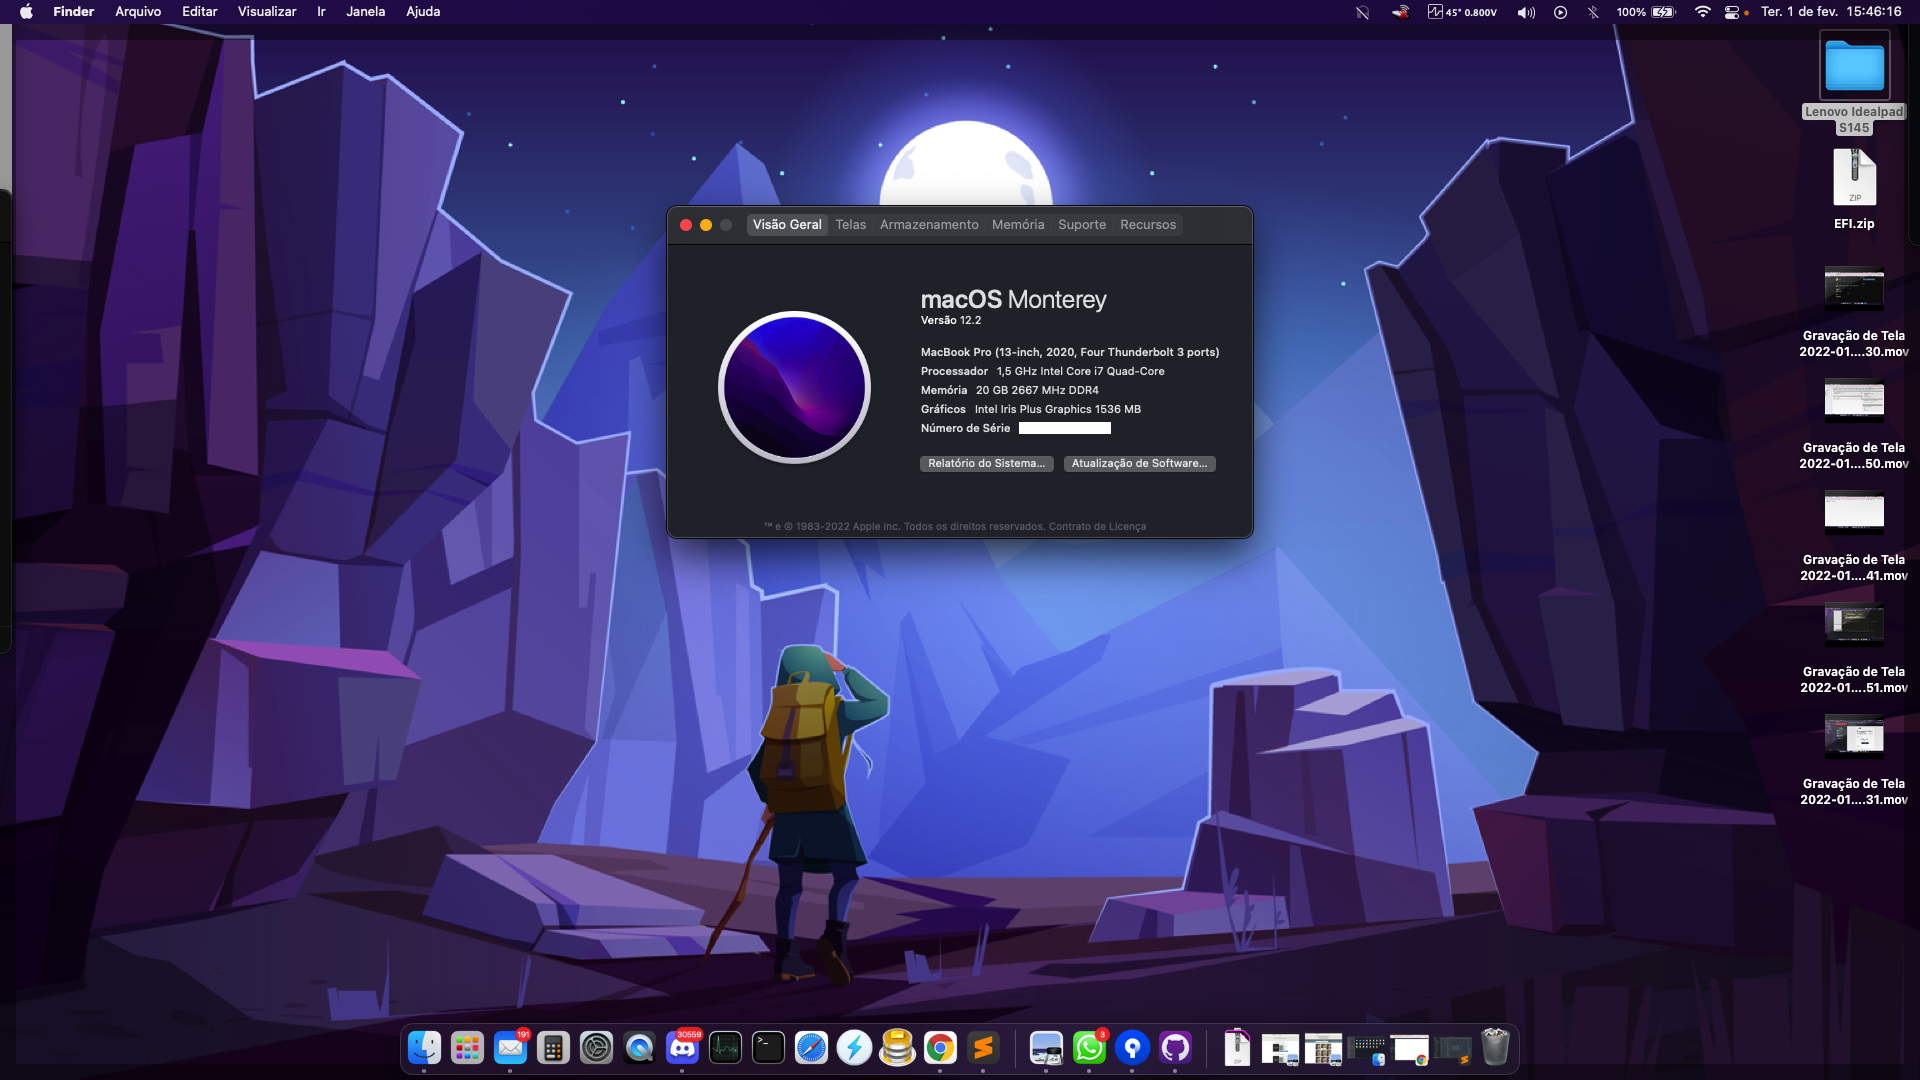 Finder Arquivo Editar Visualizar Ir Janela Ajuda 45° 0.800V 100% Ter. 1 de fev. 15:46:16
Lenovo Idealpad
S145
ZIP
EFI.zip
Gravação de Tela
2022-01....30.mov
Gravação de Tela
2022-01....50.mov
Gravação de Tela
2022-01....41.mov
Gravação de Tela
2022-01....51.mov
Gravação de Tela
2022-01....31.mov
Visão Geral Telas Armazenamento Memória Suporte Recursos
macOS Monterey
Versão 12.2
MacBook Pro (13-inch, 2020, Four Thunderbolt 3 ports)
Processador 1,5 GHz Intel Core i7 Quad-Core
Memória 20 GB 2667 MHz DDR4
Gráficos Intel Iris Plus Graphics 1536 MB
Número de Série
Relatório do Sistema... Atualização de Software...
™ e © 1983-2022 Apple Inc. Todos os direitos reservados. Contrato de Licença
191
30559
3
ZIP